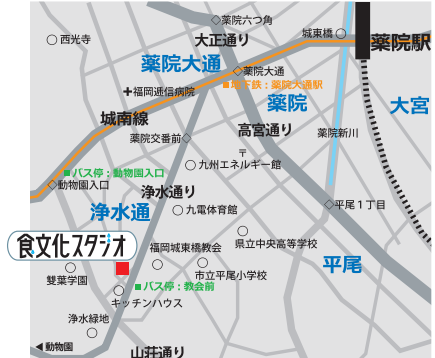 薬院六つ角
西光寺
大正通り
城東橋
薬院駅
薬院大通
薬院大通
地下鉄：薬院大通駅
福岡逓信病院
薬院
大宮
城南線
高宮通り
薬院交番前
薬院新川
九州エネルギー館
バス停：動物園入口
動物園入口
浄水通り
浄水通
九電体育館
平尾１丁目
食文化スタジオ
福岡城東橋教会
県立中央高等学校
平尾
双葉学園
市立平尾小学校
バス停：教会前
キッチンハウス
浄水緑地
動物園
山荘通り